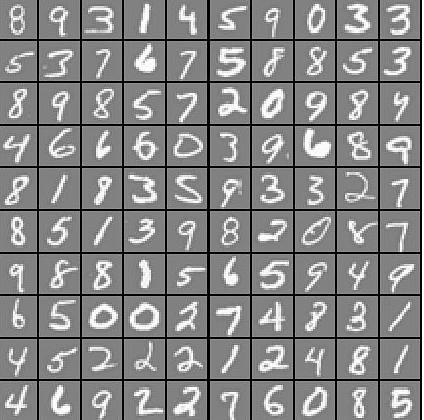 8 9 3 1 4 5 9 0 3 3
5 3 7 6 7 5 8 8 5 3
8 9 8 5 7 2 0 9 8 4
4 6 6 6 0 3 9 6 8 9
8 1 8 3 5 9 3 3 2 7
8 5 1 3 9 8 2 0 8 7
9 8 8 1 5 6 5 9 4 9
6 5 0 0 2 7 4 8 3 1
4 5 2 2 2 1 2 4 8 1
4 6 9 2 2 7 6 0 8 5